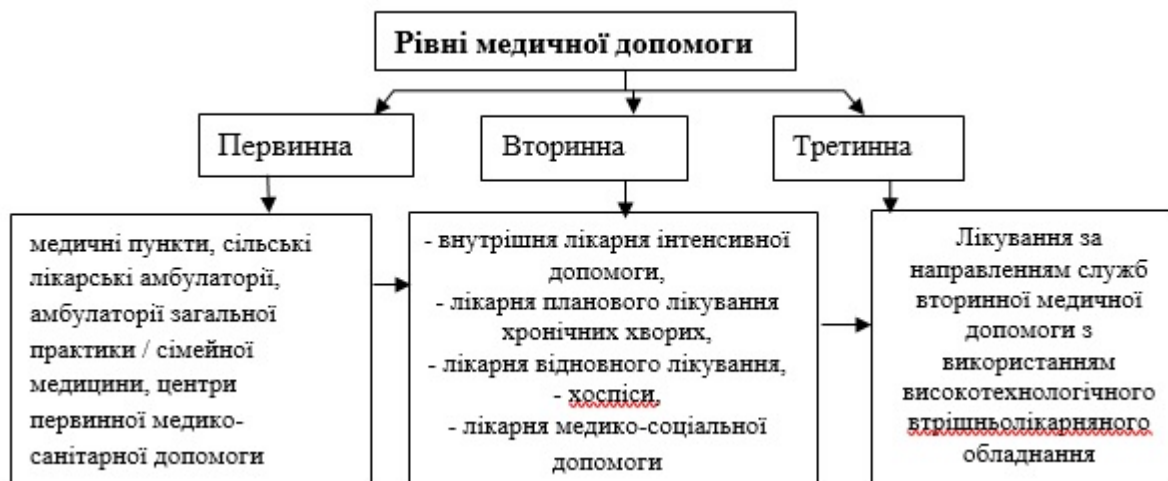 Рівні медичної допомоги
Первинна
Вторинна
Третинна
медичні пункти, сільські
лікарські амбулаторії,
амбулаторії загальної
практики / сімейної
медицини, центри
первинної медико-
санітарної допомоги
- внутрішня лікарня інтенсивної
допомоги,
- лікарня планового лікування
хронічних хворих,
- лікарня відновного лікування,
- хоспіси,
- лікарня медико-соціальної
допомоги
Лікування за
направленням служб
вторинної медичної
допомоги з
використанням
високотехнологічного
втрішньолікарняного
обладнання